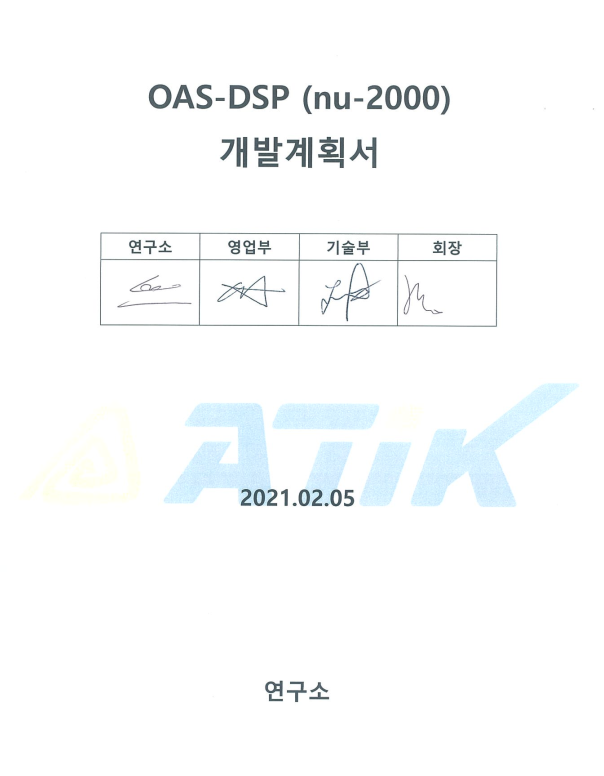 OAS-DSP (nu-2000)
개발계획서
연구소 영업부 기술부 회장
ATiK
2021.02.05
연구소